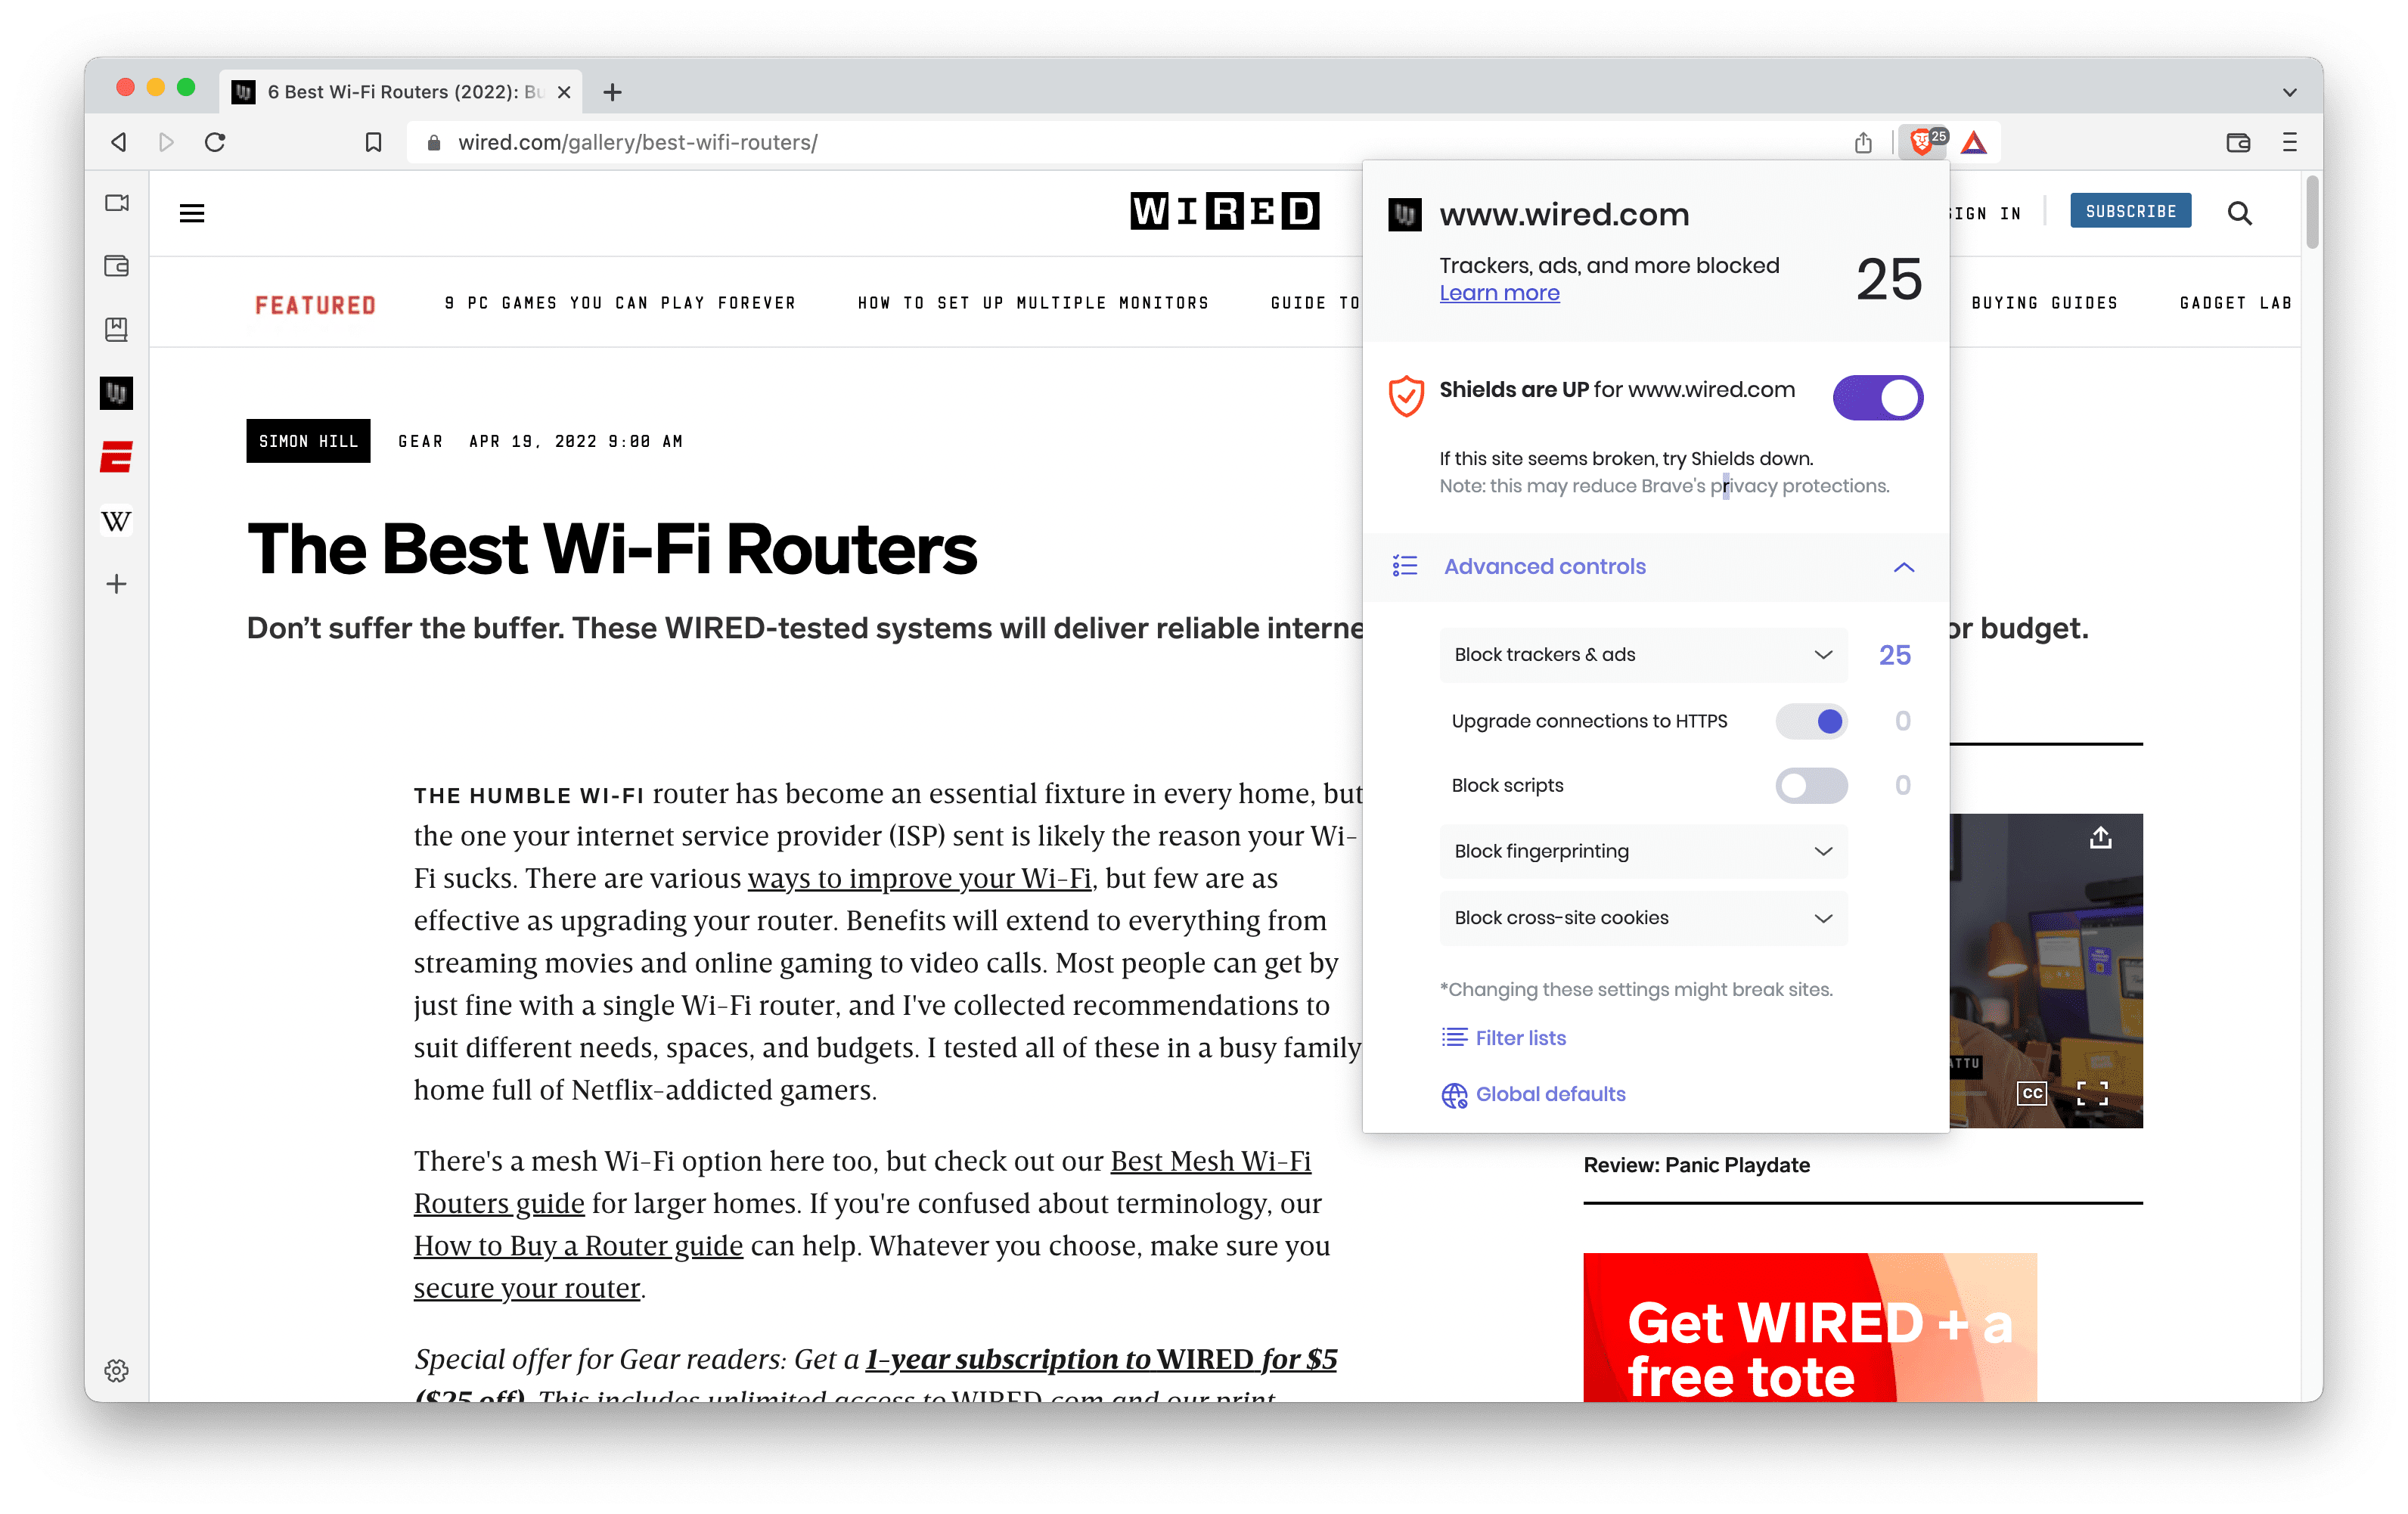 6 Best Wi-Fi Routers (2022): Bu
wired.com/gallery/best-wifi-routers/
25
WIRED
SIGN IN
SUBSCRIBE
FEATURED
9 PC GAMES YOU CAN PLAY FOREVER
HOW TO SET UP MULTIPLE MONITORS
GUIDE TO
BUYING GUIDES
GADGET LAB
W
SIMON HILL
GEAR
APR 19, 2022 9:00 AM
The Best Wi-Fi Routers
Don’t suffer the buffer. These WIRED-tested systems will deliver reliable interne
or budget.
THE HUMBLE WI-FI router has become an essential fixture in every home, but
the one your internet service provider (ISP) sent is likely the reason your Wi-
Fi sucks. There are various ways to improve your Wi-Fi, but few are as
effective as upgrading your router. Benefits will extend to everything from
streaming movies and online gaming to video calls. Most people can get by
just fine with a single Wi-Fi router, and I've collected recommendations to
suit different needs, spaces, and budgets. I tested all of these in a busy family
home full of Netflix-addicted gamers.
There's a mesh Wi-Fi option here too, but check out our Best Mesh Wi-Fi
Routers guide for larger homes. If you're confused about terminology, our
How to Buy a Router guide can help. Whatever you choose, make sure you
secure your router.
Special offer for Gear readers: Get a 1-year subscription to WIRED for $5
($25 off). This includes unlimited access to WIRED.com and our print
www.wired.com
Trackers, ads, and more blocked
Learn more
25
Shields are UP for www.wired.com
If this site seems broken, try Shields down.
Note: this may reduce Brave's privacy protections.
Advanced controls
Block trackers & ads
25
Upgrade connections to HTTPS
0
Block scripts
0
Block fingerprinting
Block cross-site cookies
*Changing these settings might break sites.
Filter lists
Global defaults
ATTU
CC
Review: Panic Playdate
Get WIRED + a
free tote